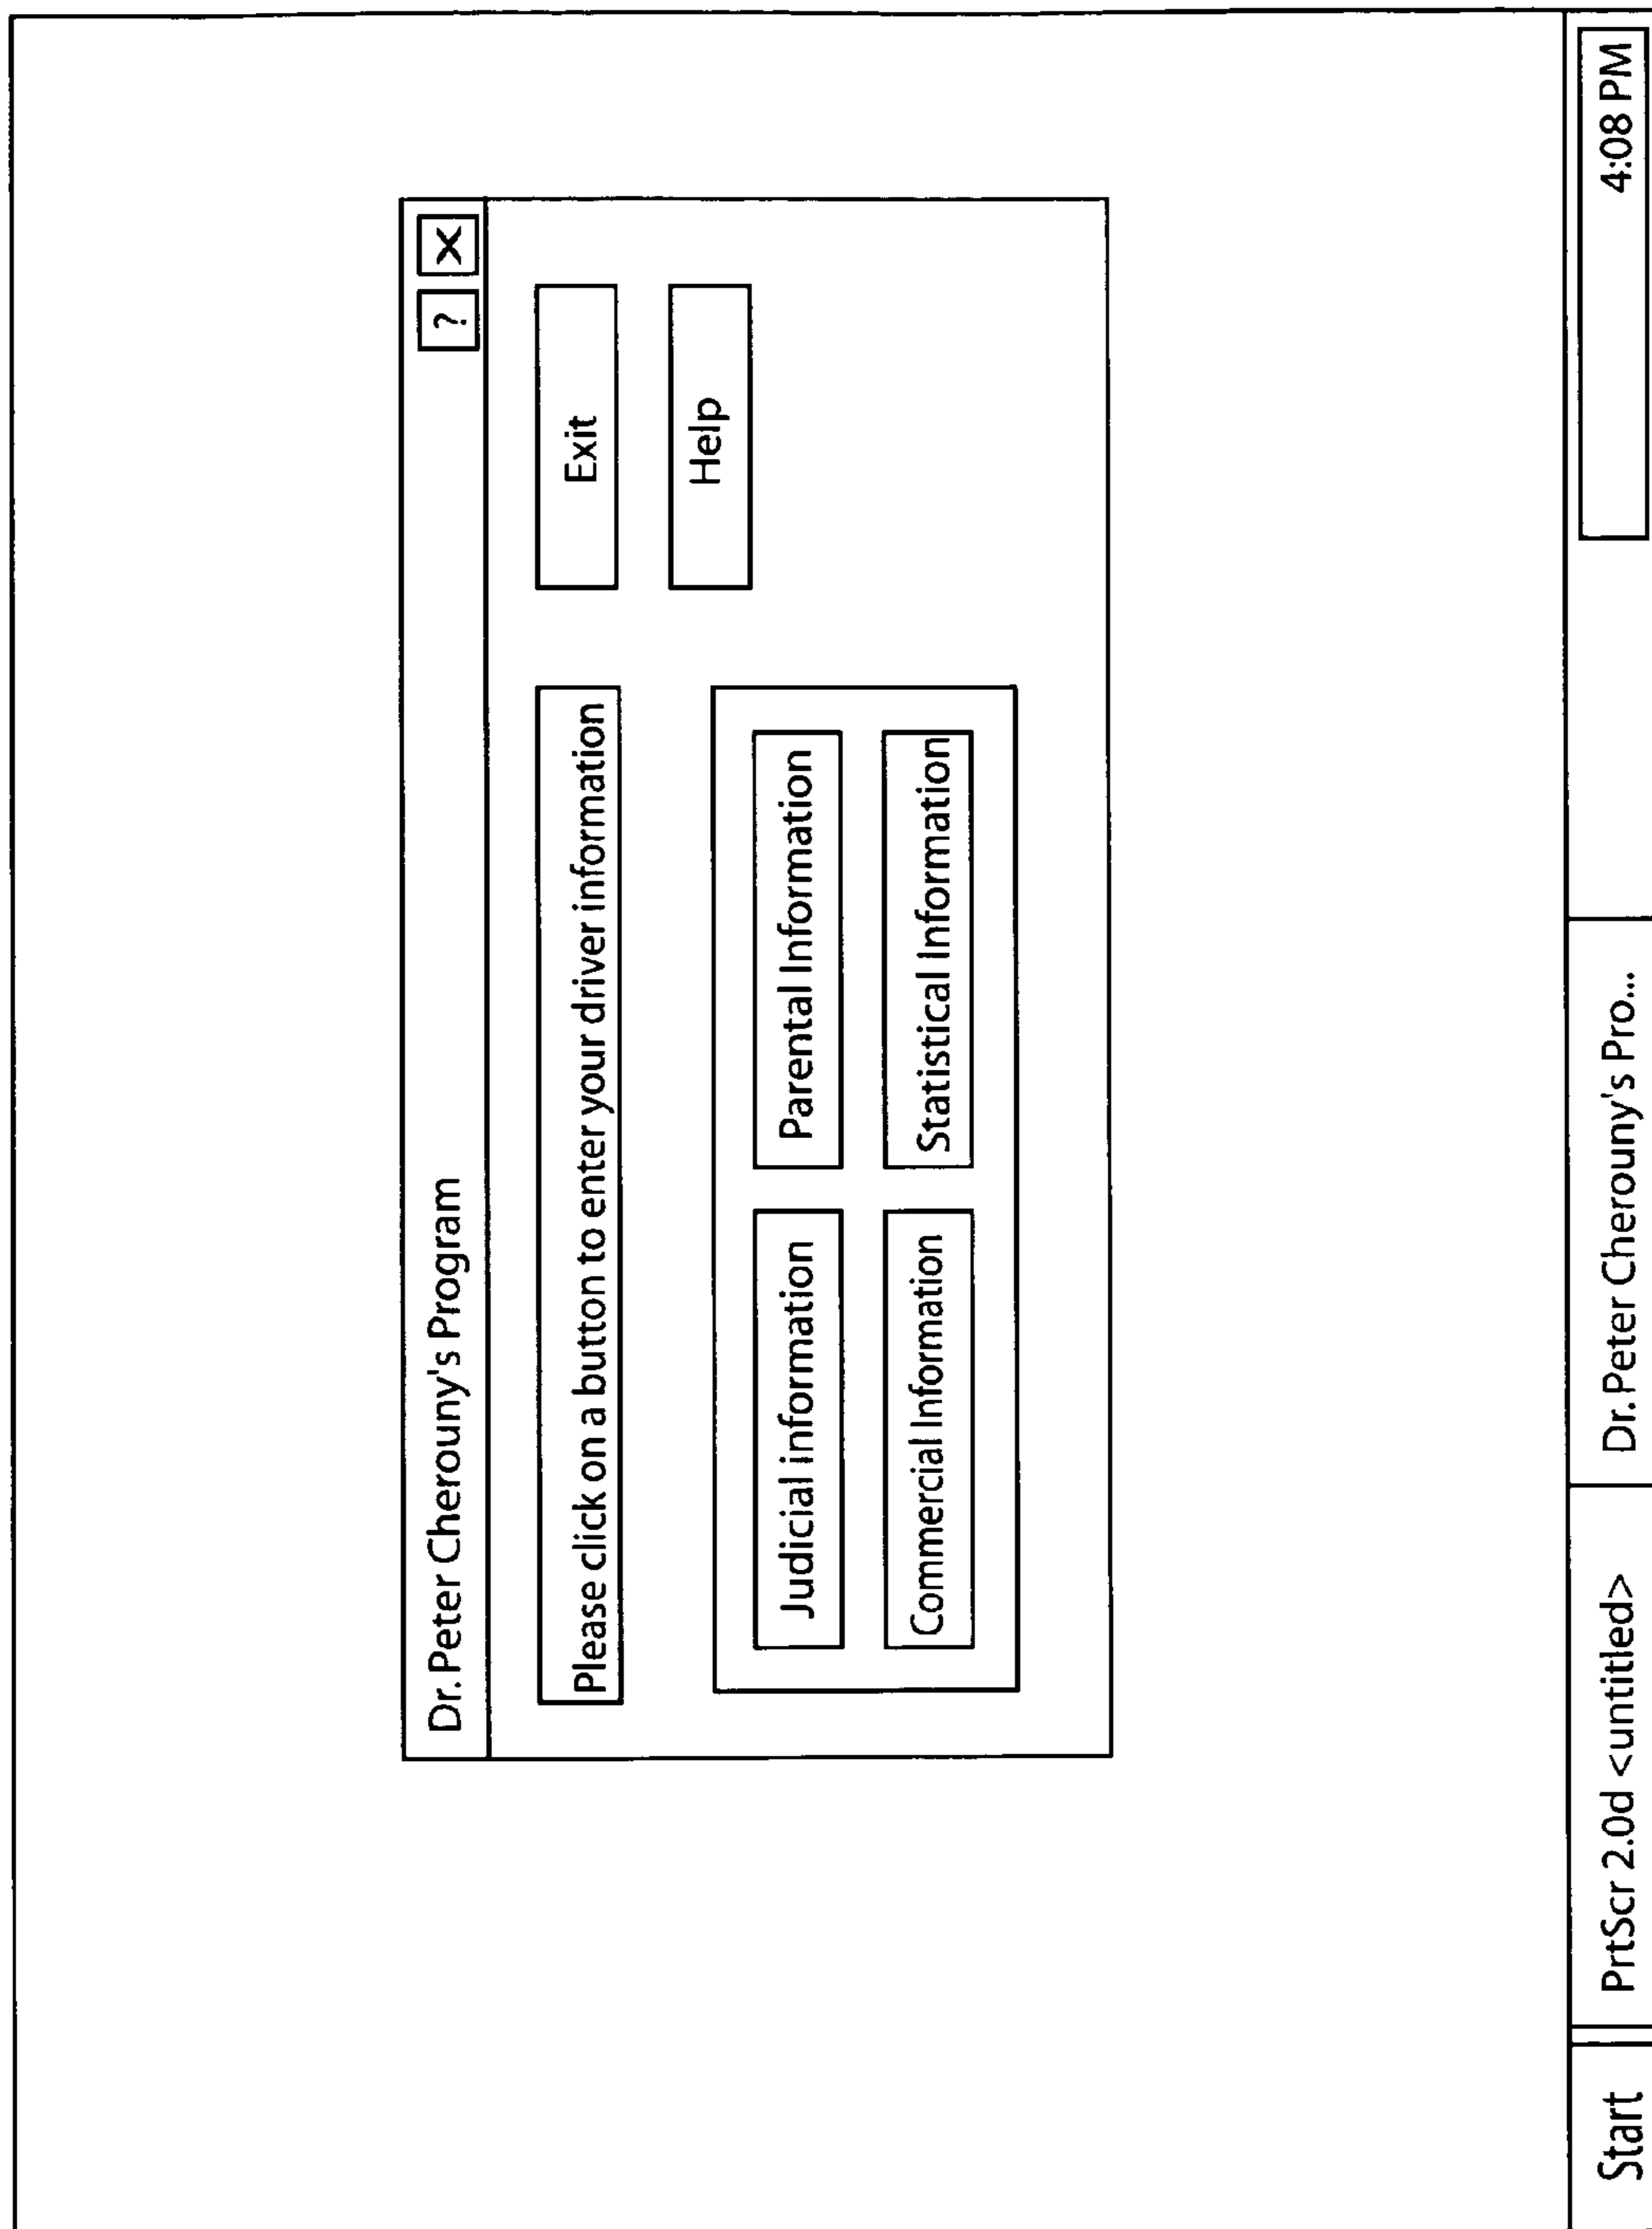 Dr. Peter Cherouny's Program ? X
Please click on a button to enter your driver information
Exit
Help
Judicial information
Parental Information
Commercial Information
Statistical Information
Start
PrtScr 2.0d <untitled>
Dr. Peter Cherouny's Pro...
4:08 PM